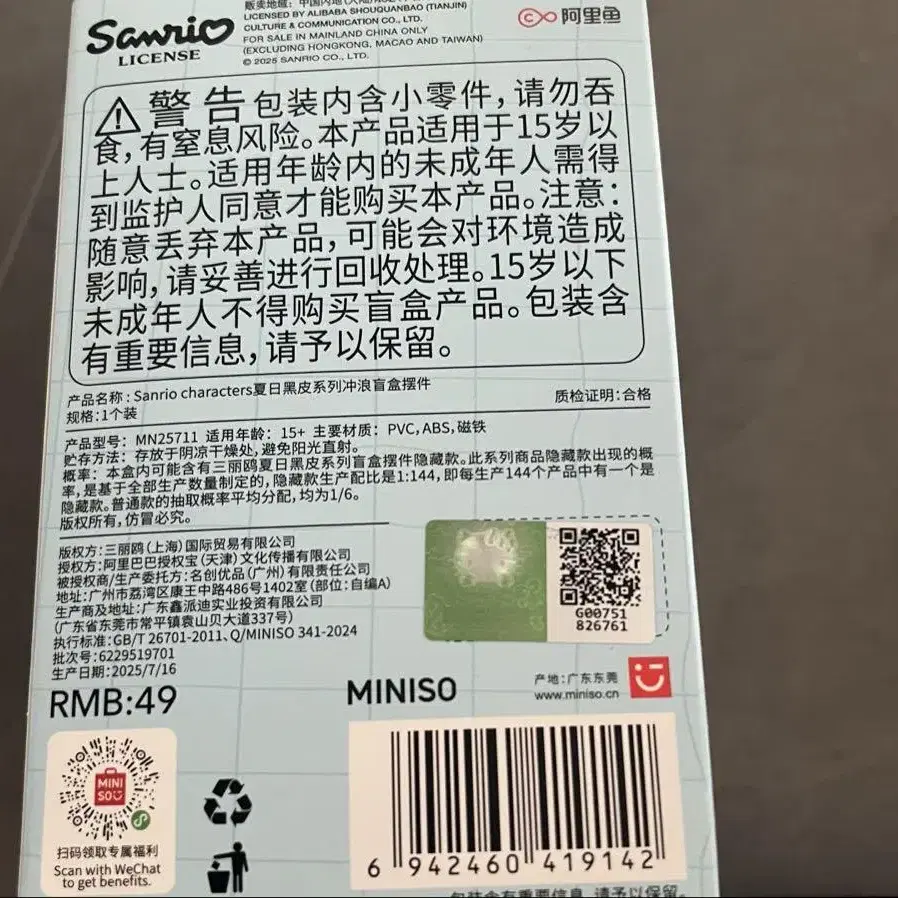 Sanrio
LICENSE
LICENSED BY ALIBABA SHOUQUANBAO (TIANJIN)
CULTURE & COMMUNICATION CO., LTD.
FOR SALE IN MAINLAND CHINA ONLY
(EXCLUDING HONGKONG, MACAO AND TAIWAN)
© 2025 SANRIO CO., LTD.
阿里鱼
警告包装内含小零件,请勿吞
食,有窒息风险。本产品适用于15岁以
上人士。适用年龄内的未成年人需得
到监护人同意才能购买本产品。注意:
随意丢弃本产品,可能会对环境造成
影响,请妥善进行回收处理。15岁以下
未成年人不得购买盲盒产品。包装含
有重要信息,请予以保留。
产品名称:Sanrio characters夏日黑皮系列冲浪盲盒摆件
质检证明:合格
规格:1个装
产品型号: MN25711 适用年龄: 15+ 主要材质: PVC,ABS,磁铁
贮存方法: 存放于阴凉干燥处,避免阳光直射。
概率: 本盒内可能含有三丽鸥夏日黑皮系列盲盒摆件隐藏款。此系列商品隐藏款出现的概
率,是基于全部生产数量制定的,隐藏款生产配比是1:144,即每生产144个产品中有一个是
隐藏款。普通款的抽取概率平均分配,均为1/6。
版权所有,仿冒必究。
版权方:三丽鸥(上海)国际贸易有限公司
授权方:阿里巴巴授权宝(天津)文化传播有限公司
被授权商/生产委托方:名创优品(广州)有限责任公司
地址:广州市荔湾区康王中路486号1402室(部位:自编A)
生产商及地址:广东鑫派迪实业投资有限公司
(广东省东莞市常平镇袁山贝大道337号)
执行标准:GB/T 26701-2011、Q/MINISO 341-2024
批次号:6229519701
生产日期:2025/7/16
G00751
826761
RMB:49
MINISO
产地:广东东莞
www.miniso.cn
MINI
SO
扫码领取专属福利
Scan with WeChat
to get benefits.
6 942460 419142
包装含有重要信息,请予以保留。